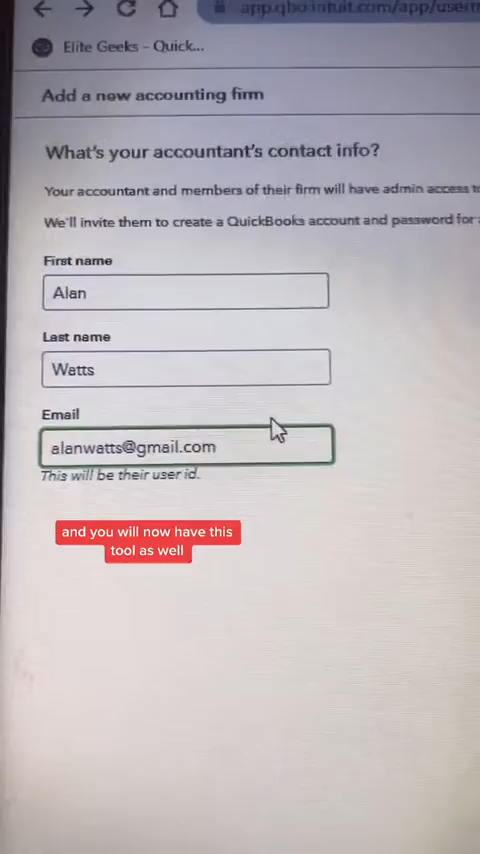 app.qbo.intuit.com/app/user
Elite Geeks - Quick...
Add a new accounting firm
What's your accountant's contact info?
Your accountant and members of their firm will have admin access
We'll invite them to create a QuickBooks account and password for
First name
Alan
Last name
Watts
Email
alanwatts@gmail.com
This will be their user id.
and you will now have this
tool as well